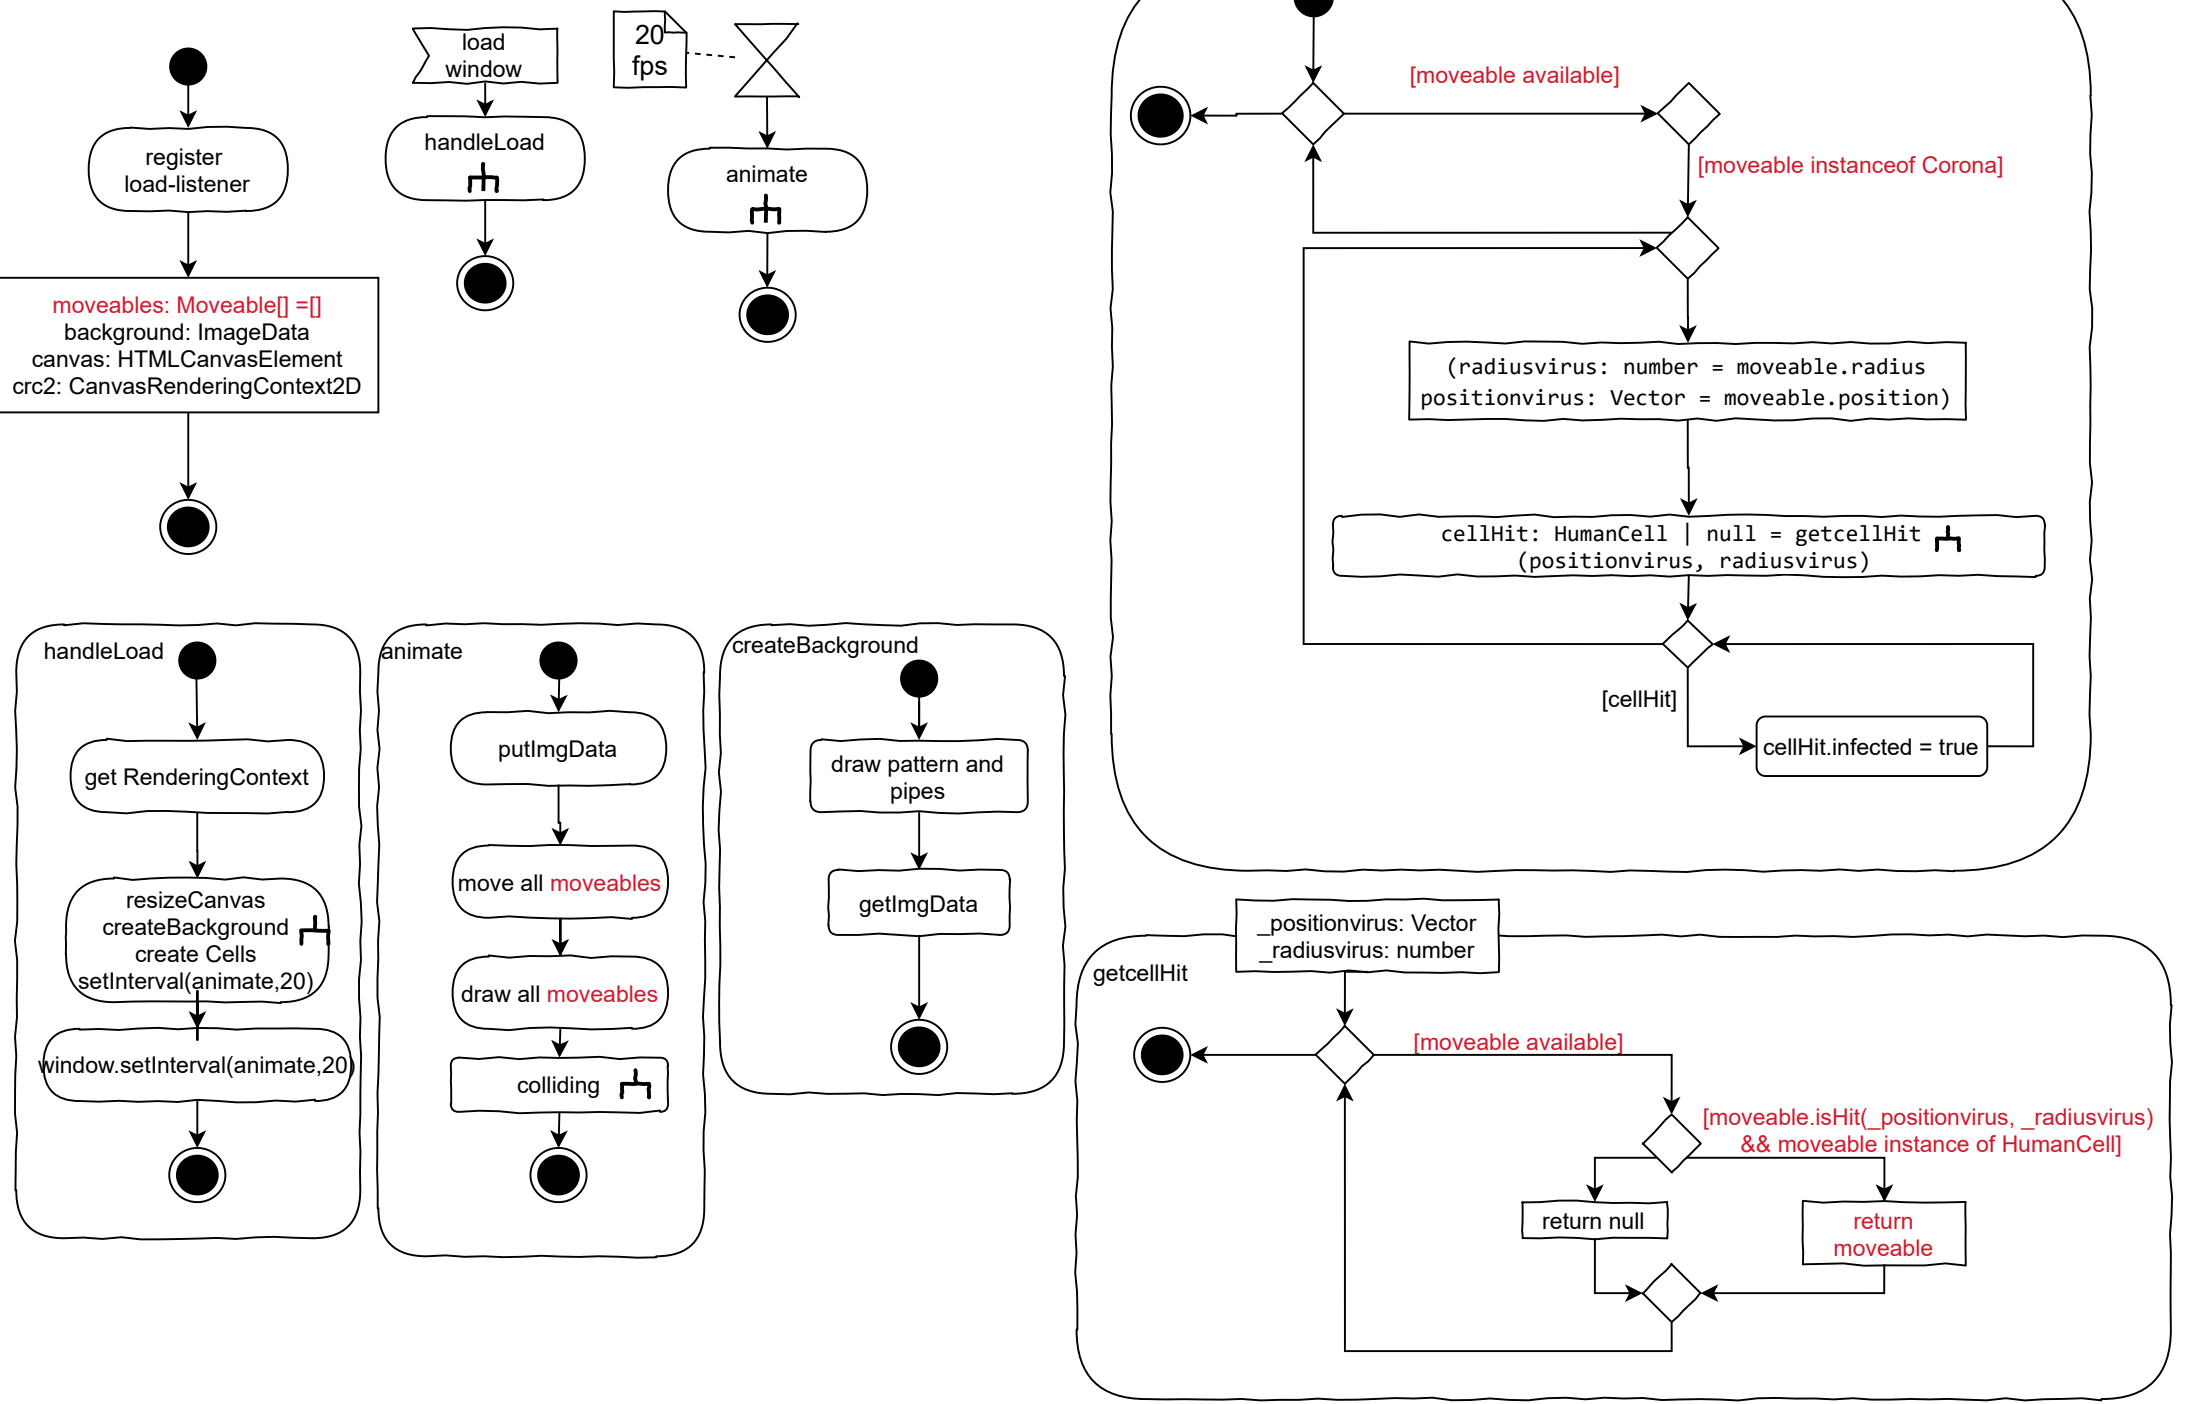 register
load-listener
moveables: Moveable[] =[]
background: ImageData
canvas: HTMLCanvasElement
crc2: CanvasRenderingContext2D
load
window
handleLoad
20
fps
animate
[moveable available]
[moveable instanceof Corona]
(radiusvirus: number = moveable.radius
positionvirus: Vector = moveable.position)
cellHit: HumanCell | null = getcellHit
(positionvirus, radiusvirus)
[cellHit]
cellHit.infected = true
handleLoad
get RenderingContext
resizeCanvas
createBackground
create Cells
setInterval(animate,20)
window.setInterval(animate,20)
animate
putImgData
move all moveables
draw all moveables
colliding
createBackground
draw pattern and
pipes
getImgData
_positionvirus: Vector
_radiusvirus: number
getcellHit
[moveable available]
[moveable.isHit(_positionvirus, _radiusvirus)
&& moveable instance of HumanCell]
return null
return
moveable